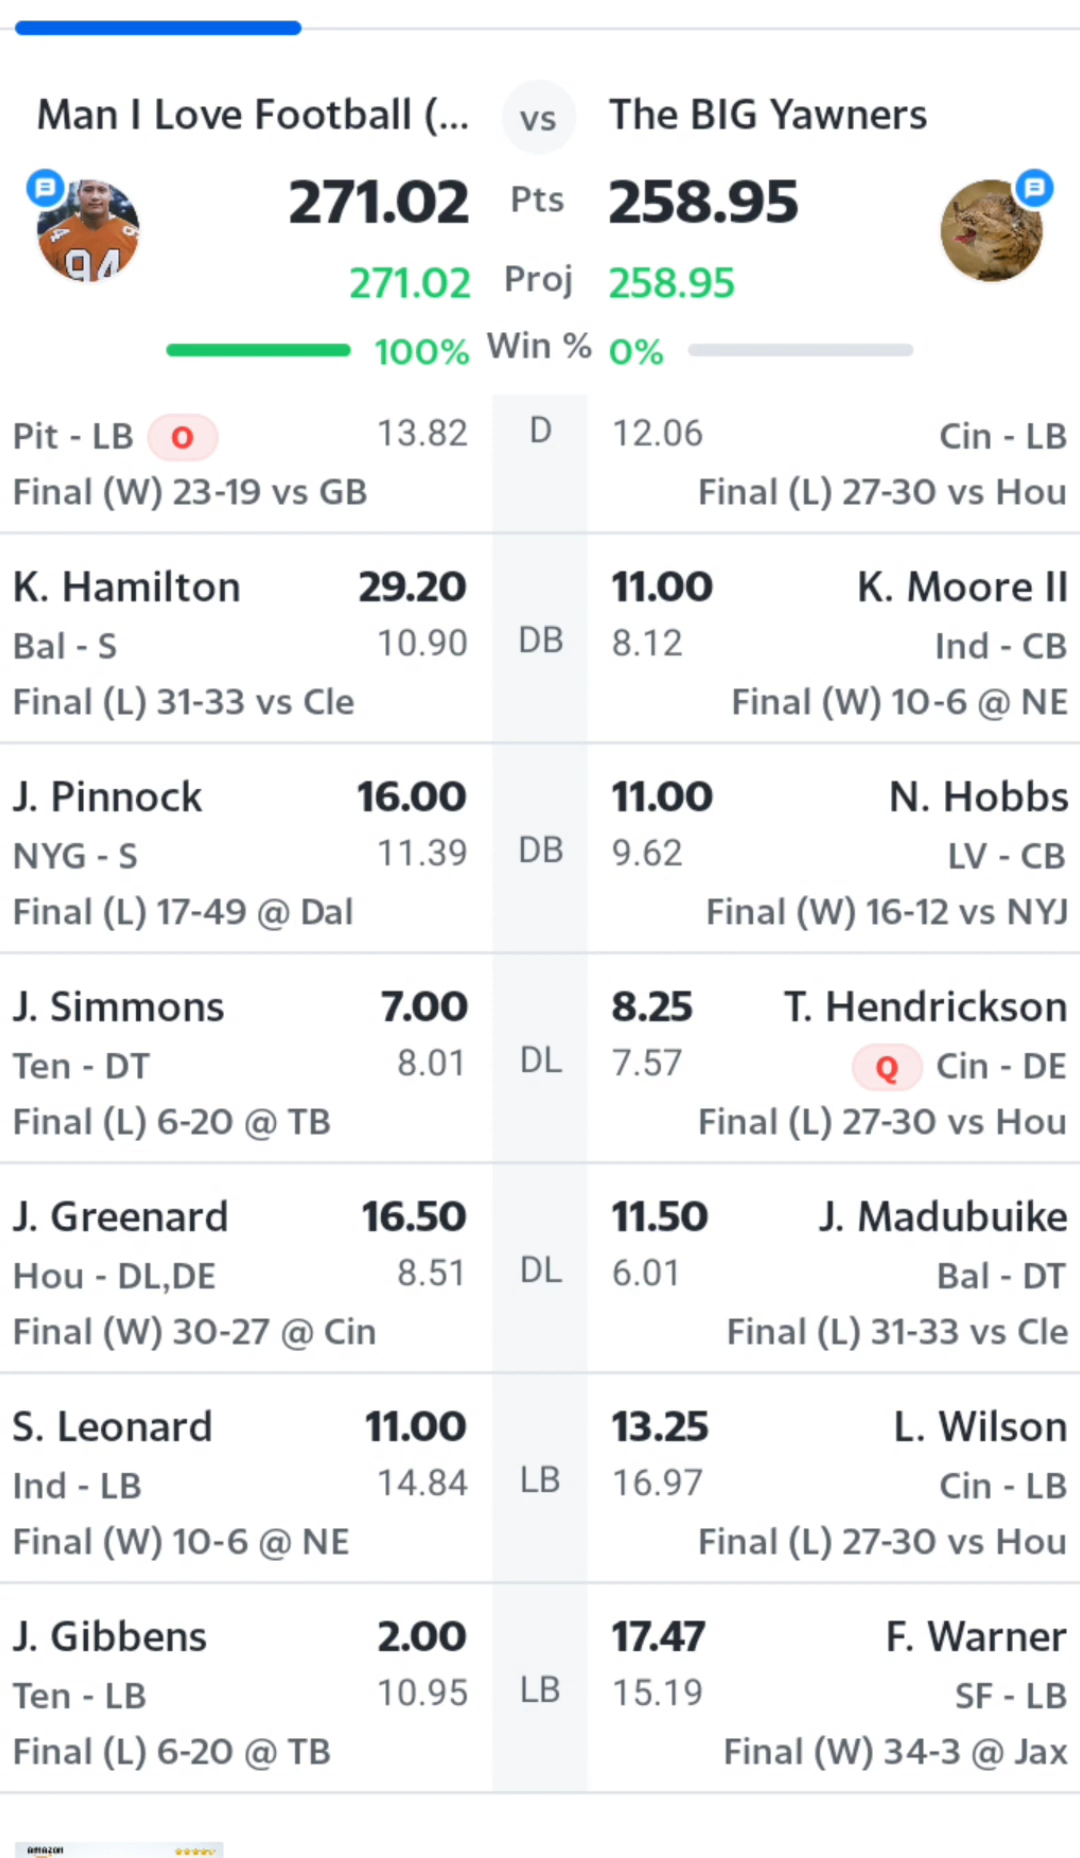 Man I Love Football (... vs The BIG Yawners
271.02 Pts 258.95
271.02 Proj 258.95
100% Win % 0%
94
Pit - LB O 13.82 D 12.06 Cin - LB
Final (W) 23-19 vs GB Final (L) 27-30 vs Hou
K. Hamilton 29.20 11.00 K. Moore II
Bal - S 10.90 DB 8.12 Ind - CB
Final (L) 31-33 vs Cle Final (W) 10-6 @ NE
J. Pinnock 16.00 11.00 N. Hobbs
NYG - S 11.39 DB 9.62 LV - CB
Final (L) 17-49 @ Dal Final (W) 16-12 vs NYJ
J. Simmons 7.00 8.25 T. Hendrickson
Ten - DT 8.01 DL 7.57 Q Cin - DE
Final (L) 6-20 @ TB Final (L) 27-30 vs Hou
J. Greenard 16.50 11.50 J. Madubuike
Hou - DL,DE 8.51 DL 6.01 Bal - DT
Final (W) 30-27 @ Cin Final (L) 31-33 vs Cle
S. Leonard 11.00 13.25 L. Wilson
Ind - LB 14.84 LB 16.97 Cin - LB
Final (W) 10-6 @ NE Final (L) 27-30 vs Hou
J. Gibbens 2.00 17.47 F. Warner
Ten - LB 10.95 LB 15.19 SF - LB
Final (L) 6-20 @ TB Final (W) 34-3 @ Jax
amazon